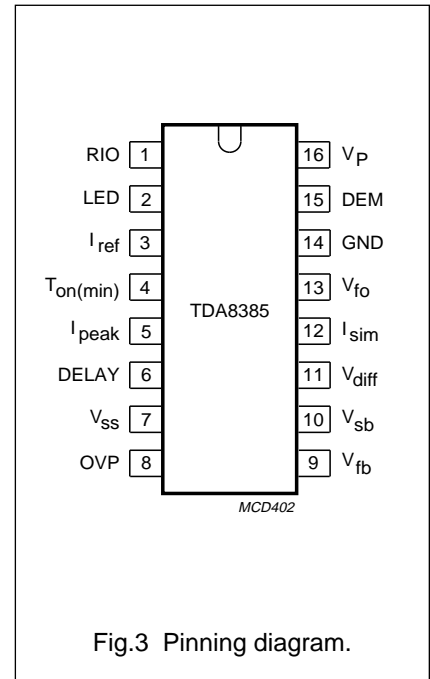 RIO 1 16 VP
LED 2 15 DEM
Iref 3 14 GND
Ton(min) 4 13 Vfo
TDA8385
Ipeak 5 12 Isim
DELAY 6 11 Vdiff
Vss 7 10 Vsb
OVP 8 9 Vfb
MCD402
Fig.3 Pinning diagram.